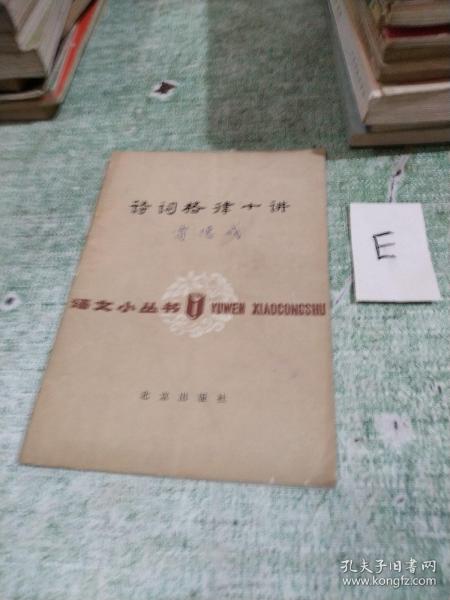 诗词格律十讲
语文小丛书 YUWEN XIAOCONGSHU
北京出版社
E
孔夫子旧书网
www.kongfz.com